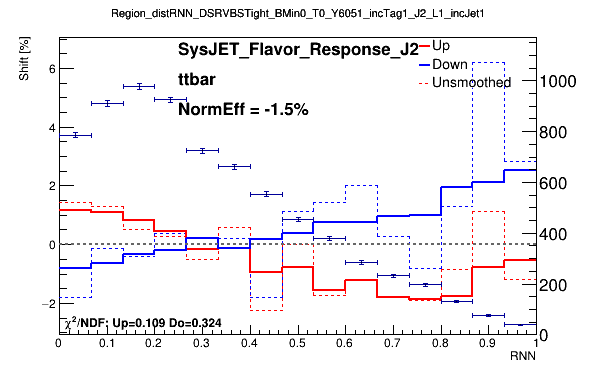 Region_distRNN_DSRVBSTight_BMin0_T0_Y6051_incTag1_J2_L1_incJet1
Shift [%]
SysJET_Flavor_Response_J2
ttbar
NormEff = -1.5%
Up
Down
Unsmoothed
6
4
2
0
−2
1000
800
600
400
200
0
χ²/NDF: Up=0.109 Do=0.324
0 0.1 0.2 0.3 0.4 0.5 0.6 0.7 0.8 0.9 1
RNN